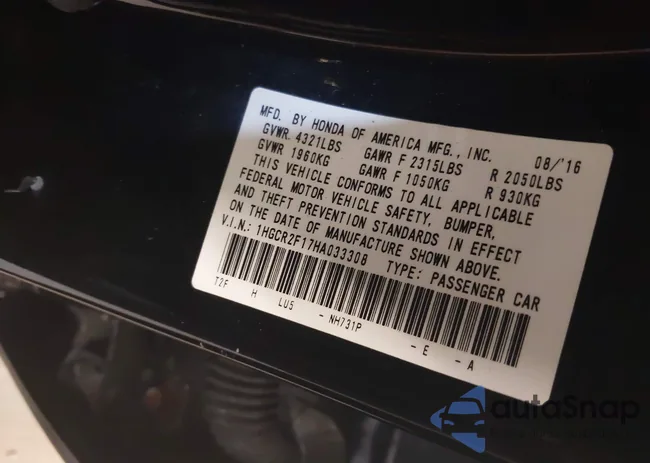 MFD. BY HONDA OF AMERICA MFG., INC. 08/'16
GVWR 4321LBS GAWR F 2315LBS R 2050LBS
GVWR 1960KG GAWR F 1050KG R 930KG
THIS VEHICLE CONFORMS TO ALL APPLICABLE
FEDERAL MOTOR VEHICLE SAFETY, BUMPER,
AND THEFT PREVENTION STANDARDS IN EFFECT
ON THE DATE OF MANUFACTURE SHOWN ABOVE.
V.I.N.: 1HGCR2F17HA033308 TYPE: PASSENGER CAR
T2F H LU5 - NH731P - E - A
autoSnap